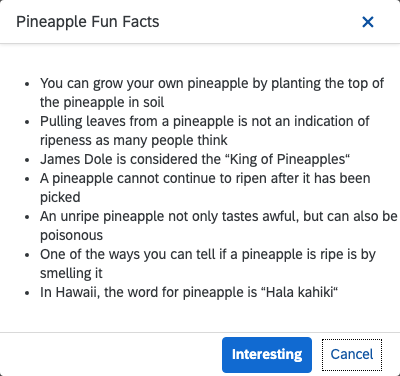 Pineapple Fun Facts
• You can grow your own pineapple by planting the top of
the pineapple in soil
• Pulling leaves from a pineapple is not an indication of
ripeness as many people think
• James Dole is considered the “King of Pineapples“
• A pineapple cannot continue to ripen after it has been
picked
• An unripe pineapple not only tastes awful, but can also be
poisonous
• One of the ways you can tell if a pineapple is ripe is by
smelling it
• In Hawaii, the word for pineapple is “Hala kahiki“
Interesting Cancel